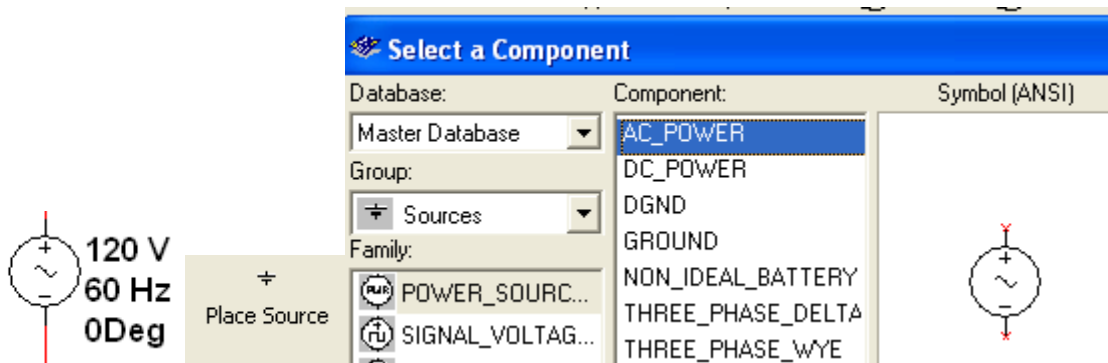 120 V
60 Hz
0Deg
Place Source
Select a Component
Database:
Master Database
Group:
Sources
Family:
POWER_SOURC...
SIGNAL_VOLTAG...
Component:
AC_POWER
DC_POWER
DGND
GROUND
NON_IDEAL_BATTERY
THREE_PHASE_DELTA
THREE_PHASE_WYE
Symbol (ANSI)